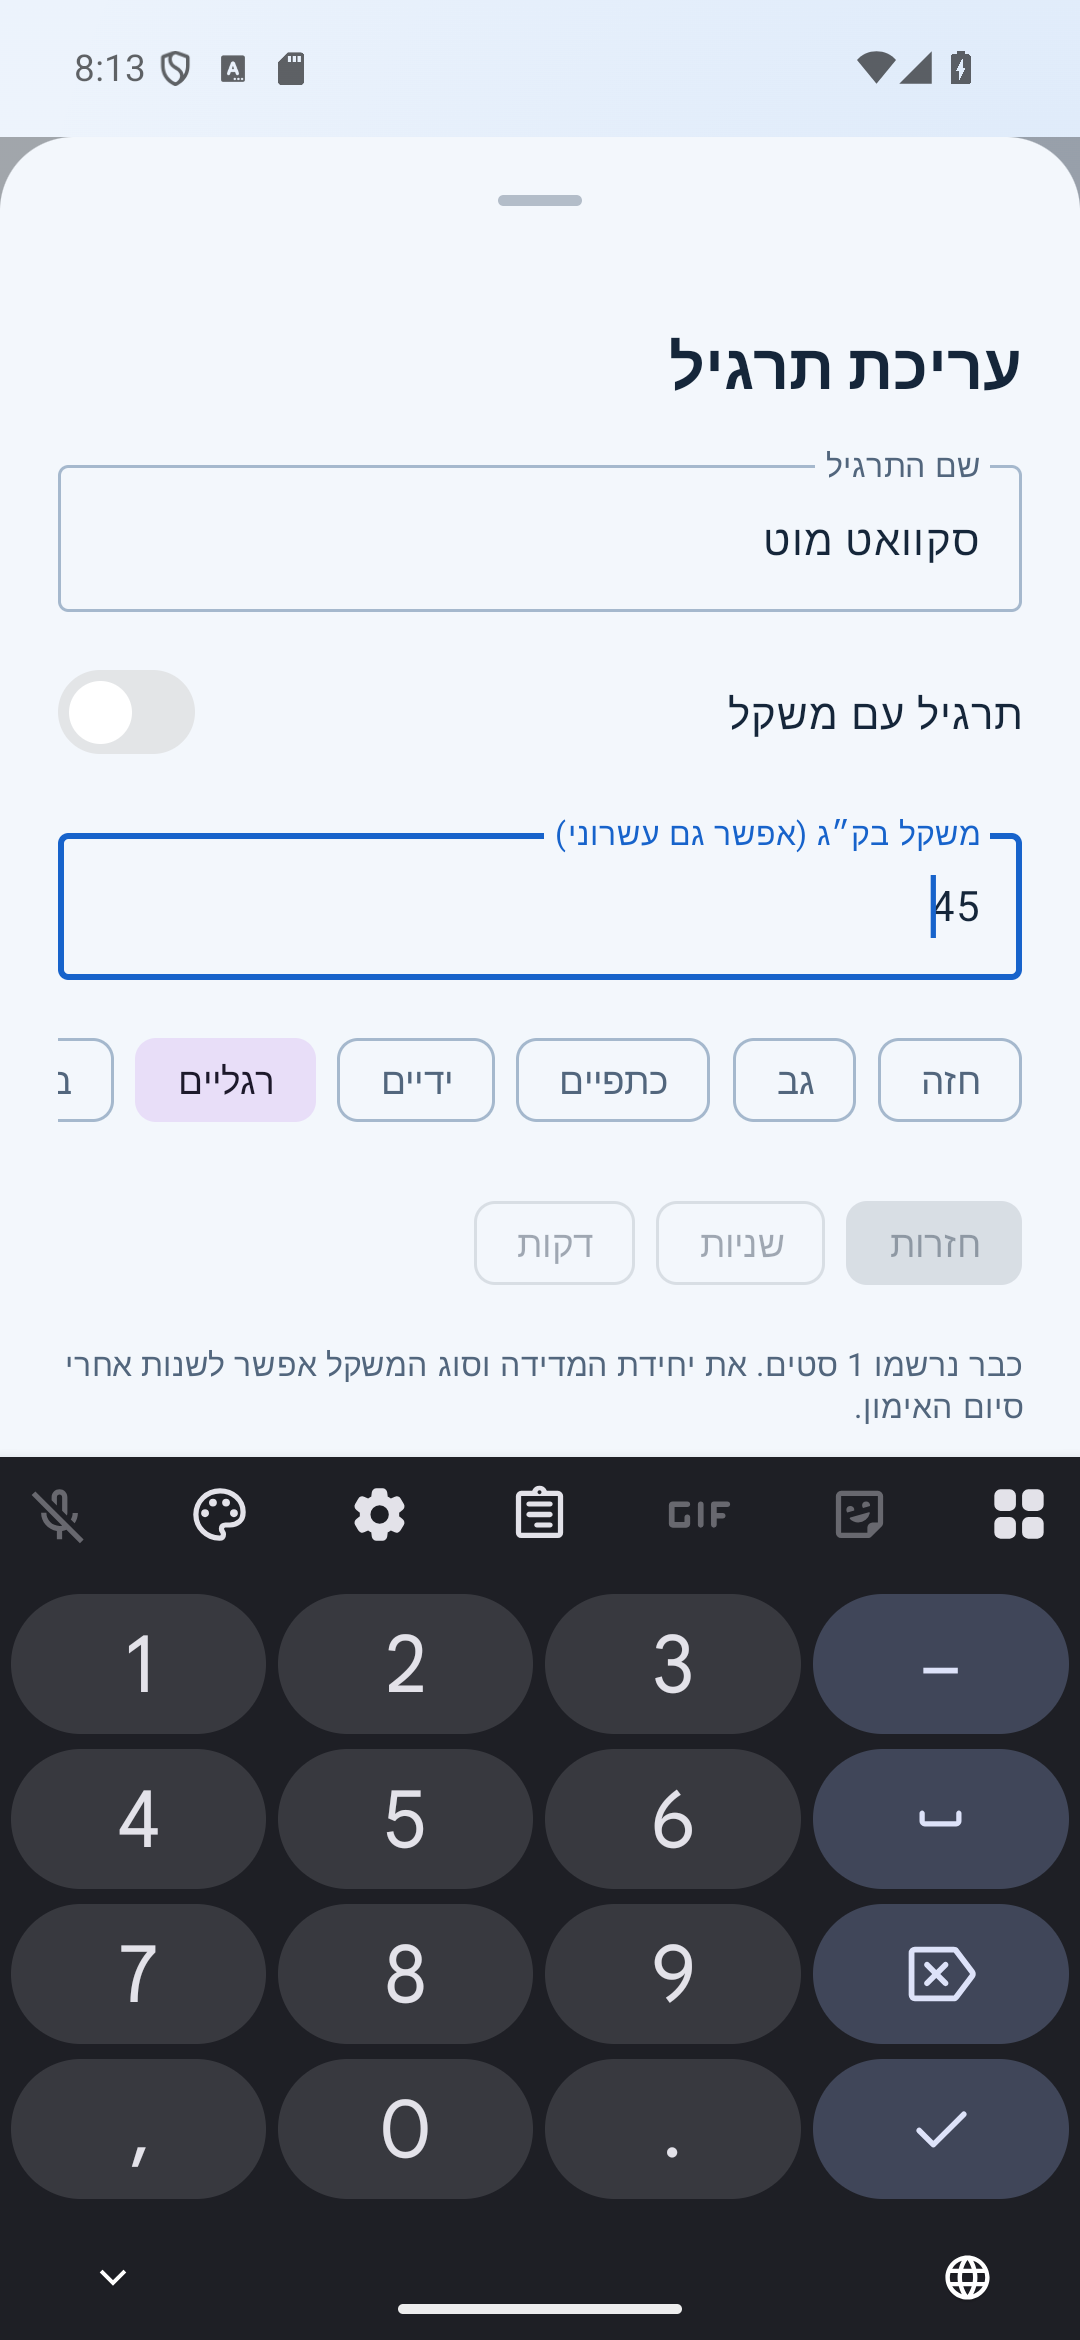 8:13
עריכת תרגיל
שם התרגיל
סקוואט מוט
תרגיל עם משקל
משקל בק״ג (אפשר גם עשרוני)
45
חזה גב כתפיים ידיים רגליים
חזרות שניות דקות
כבר נרשמו 1 סטים. את יחידת המדידה וסוג המשקל אפשר לשנות אחרי
סיום האימון.
GIF
1 2 3 –
4 5 6
7 8 9
, 0 .